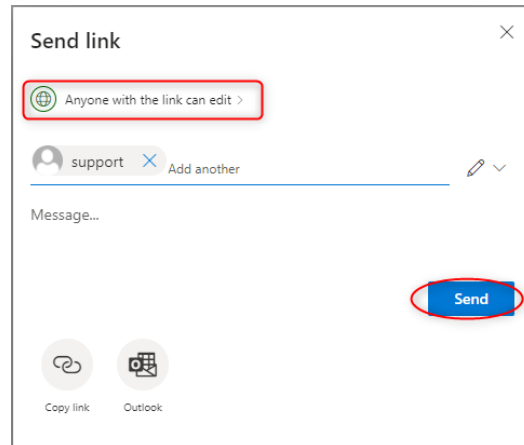 Send link
Anyone with the link can edit
support Add another
Message...
Send
Copy link Outlook